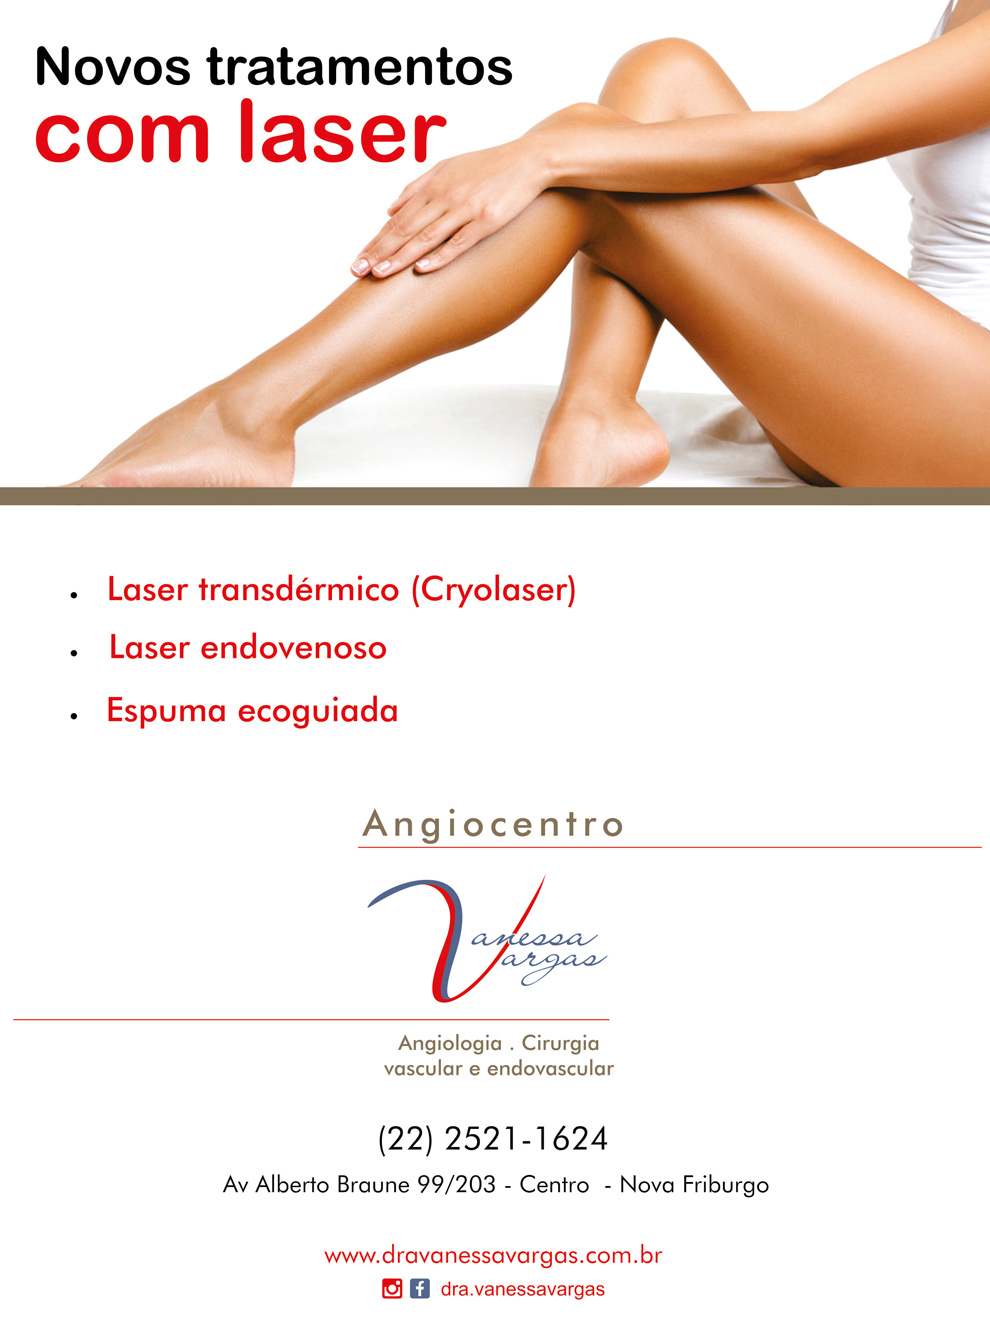 Novos tratamentos
com laser
. Laser transdérmico (Cryolaser)
. Laser endovenoso
. Espuma ecoguiada
Angiocentro
Vanessa
Vargas
Angiologia . Cirurgia
vascular e endovascular
(22) 2521-1624
Av Alberto Braune 99/203 - Centro - Nova Friburgo
www.dravanessavargas.com.br
dra.vanessavargas